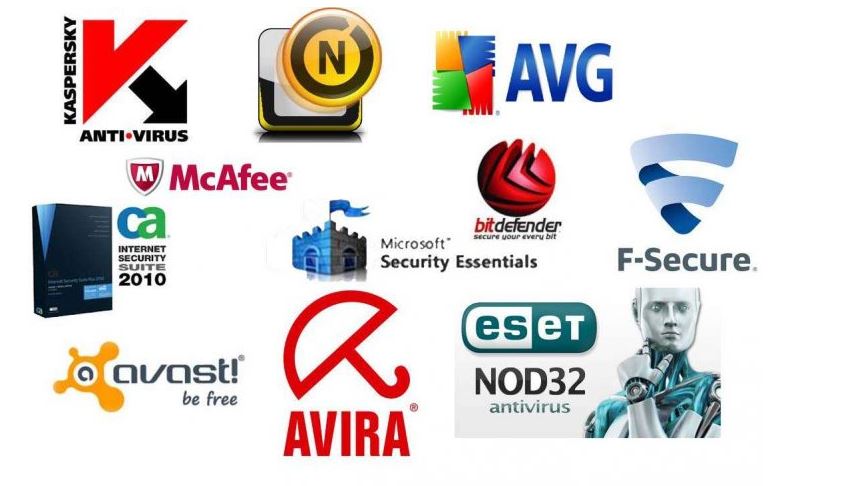 KASPERSKY
ANTI•VIRUS
N
AVG
McAfee®
ca
INTERNET
SECURITY
SUITE
2010
Microsoft™
Security Essentials
bitdefender
secure your every bit
F-Secure®
avast!®
be free
AVIRA®
eseT
NOD32
antivirus